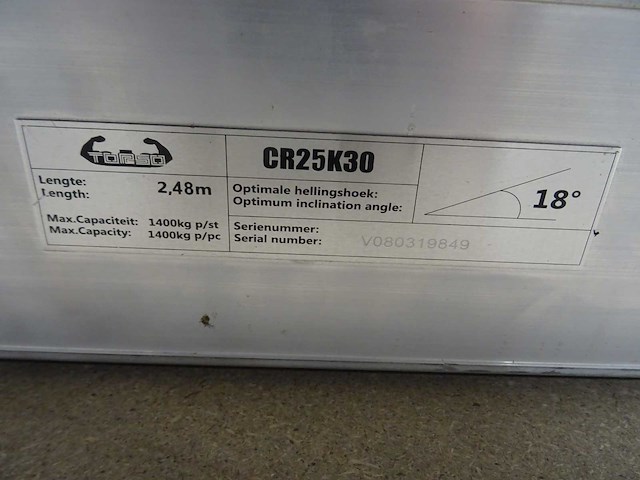 TORSO
CR25K30
Lengte: 2,48m
Length:
Max.Capaciteit: 1400kg p/st
Max.Capacity: 1400kg p/pc
Optimale hellingshoek:
Optimum inclination angle:
18°
Serienummer:
Serial number: V080319849